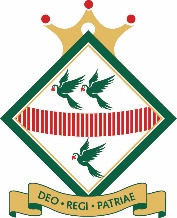 DEO • REGI • PATRIAE